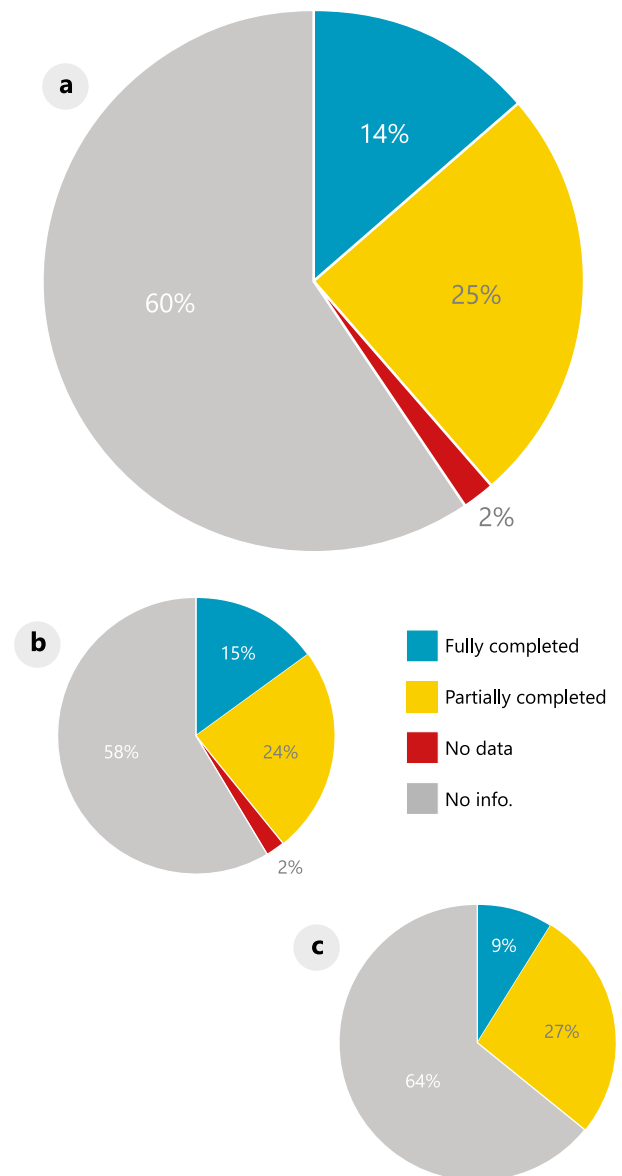 a
14%
25%
60%
2%
b
15%
24%
58%
2%
Fully completed
Partially completed
No data
No info.
c
9%
27%
64%